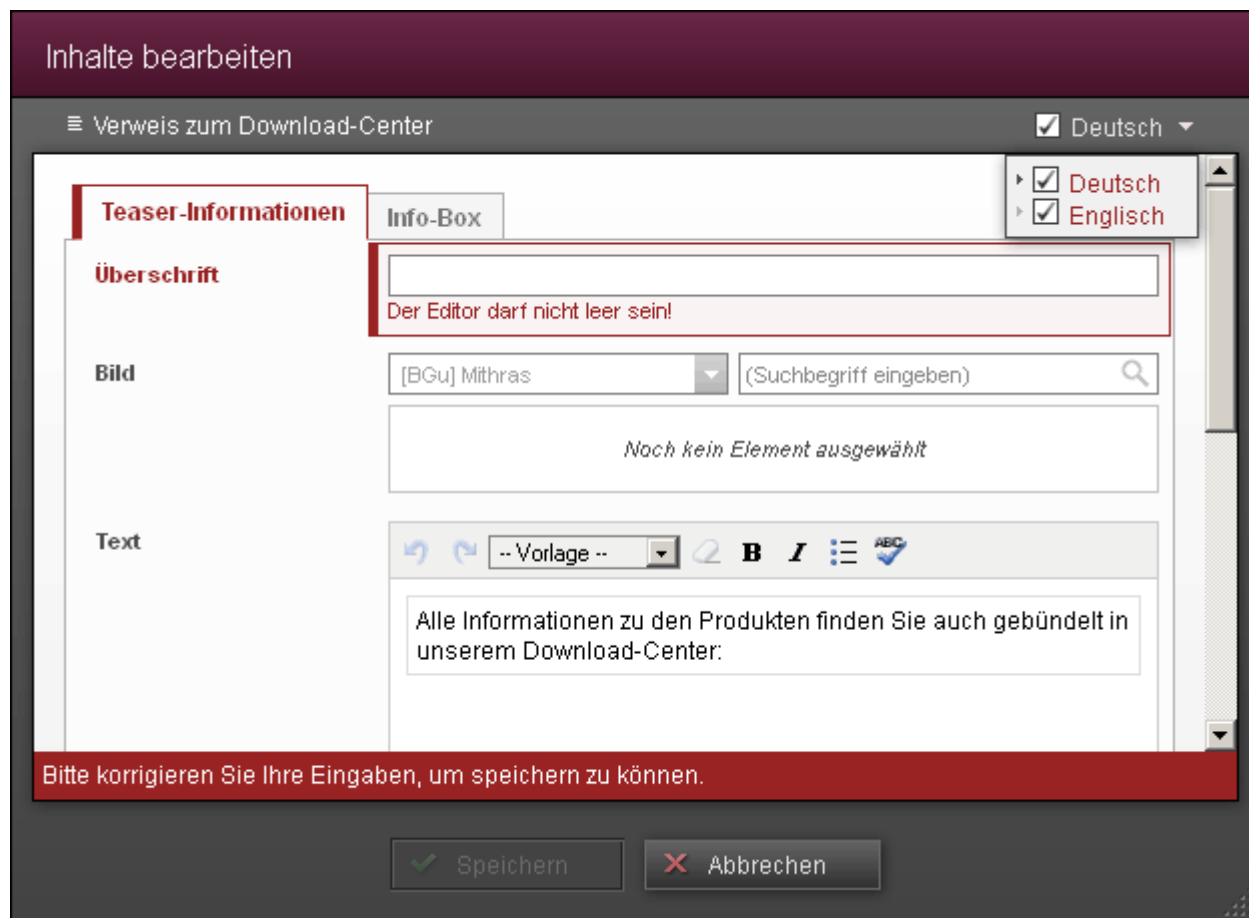 Inhalte bearbeiten
Verweis zum Download-Center
Deutsch
Deutsch
Englisch
Teaser-Informationen
Info-Box
Überschrift
Der Editor darf nicht leer sein!
Bild
[BGu] Mithras
(Suchbegriff eingeben)
Noch kein Element ausgewählt
Text
-- Vorlage --
B
I
ABC
Alle Informationen zu den Produkten finden Sie auch gebündelt in
unserem Download-Center:
Bitte korrigieren Sie Ihre Eingaben, um speichern zu können.
Speichern
Abbrechen